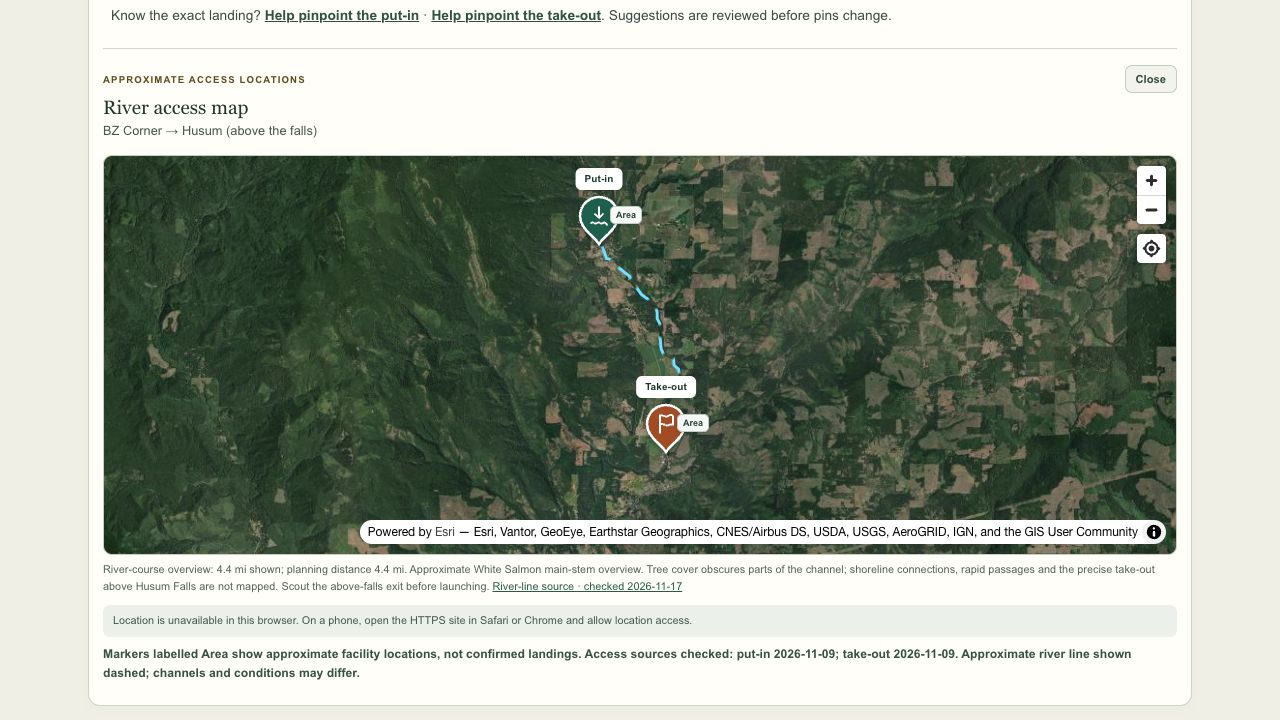 Know the exact landing? Help pinpoint the put-in · Help pinpoint the take-out. Suggestions are reviewed before pins change.
APPROXIMATE ACCESS LOCATIONS
Close
River access map
BZ Corner → Husum (above the falls)
Put-in
Area
Take-out
Area
Powered by Esri — Esri, Vantor, GeoEye, Earthstar Geographics, CNES/Airbus DS, USDA, USGS, AeroGRID, IGN, and the GIS User Community
River-course overview: 4.4 mi shown; planning distance 4.4 mi. Approximate White Salmon main-stem overview. Tree cover obscures parts of the channel; shoreline connections, rapid passages and the precise take-out
above Husum Falls are not mapped. Scout the above-falls exit before launching. River-line source · checked 2026-11-17
Location is unavailable in this browser. On a phone, open the HTTPS site in Safari or Chrome and allow location access.
Markers labelled Area show approximate facility locations, not confirmed landings. Access sources checked: put-in 2026-11-09; take-out 2026-11-09. Approximate river line shown
dashed; channels and conditions may differ.